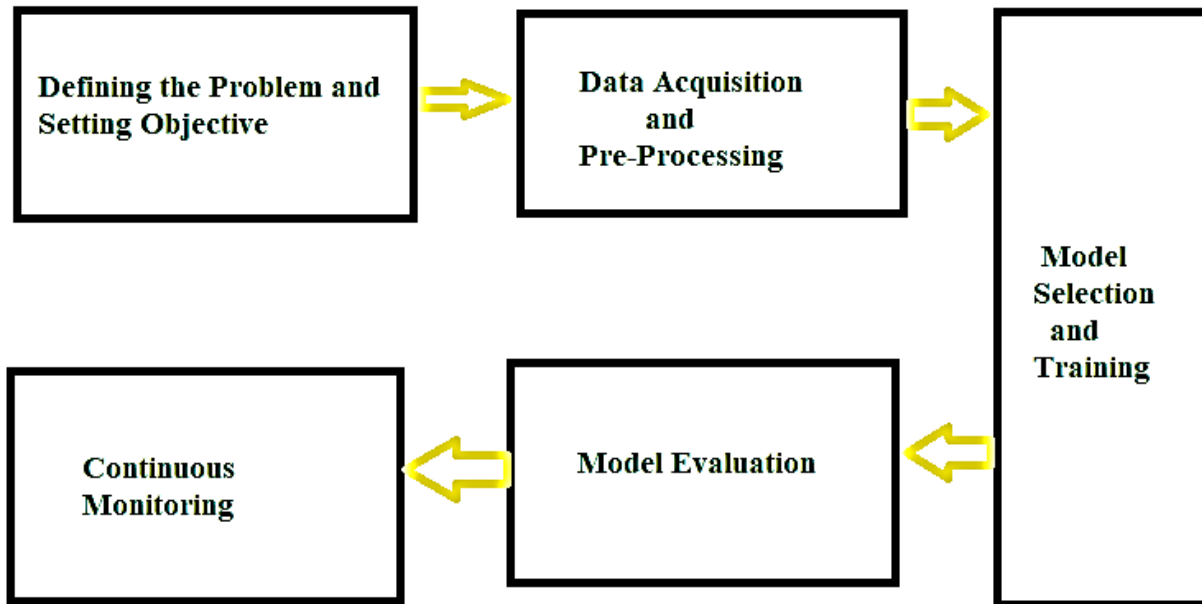 Defining the Problem and
Setting Objective
Data Acquisition
and
Pre-Processing
Model
Selection
and
Training
Model Evaluation
Continuous
Monitoring